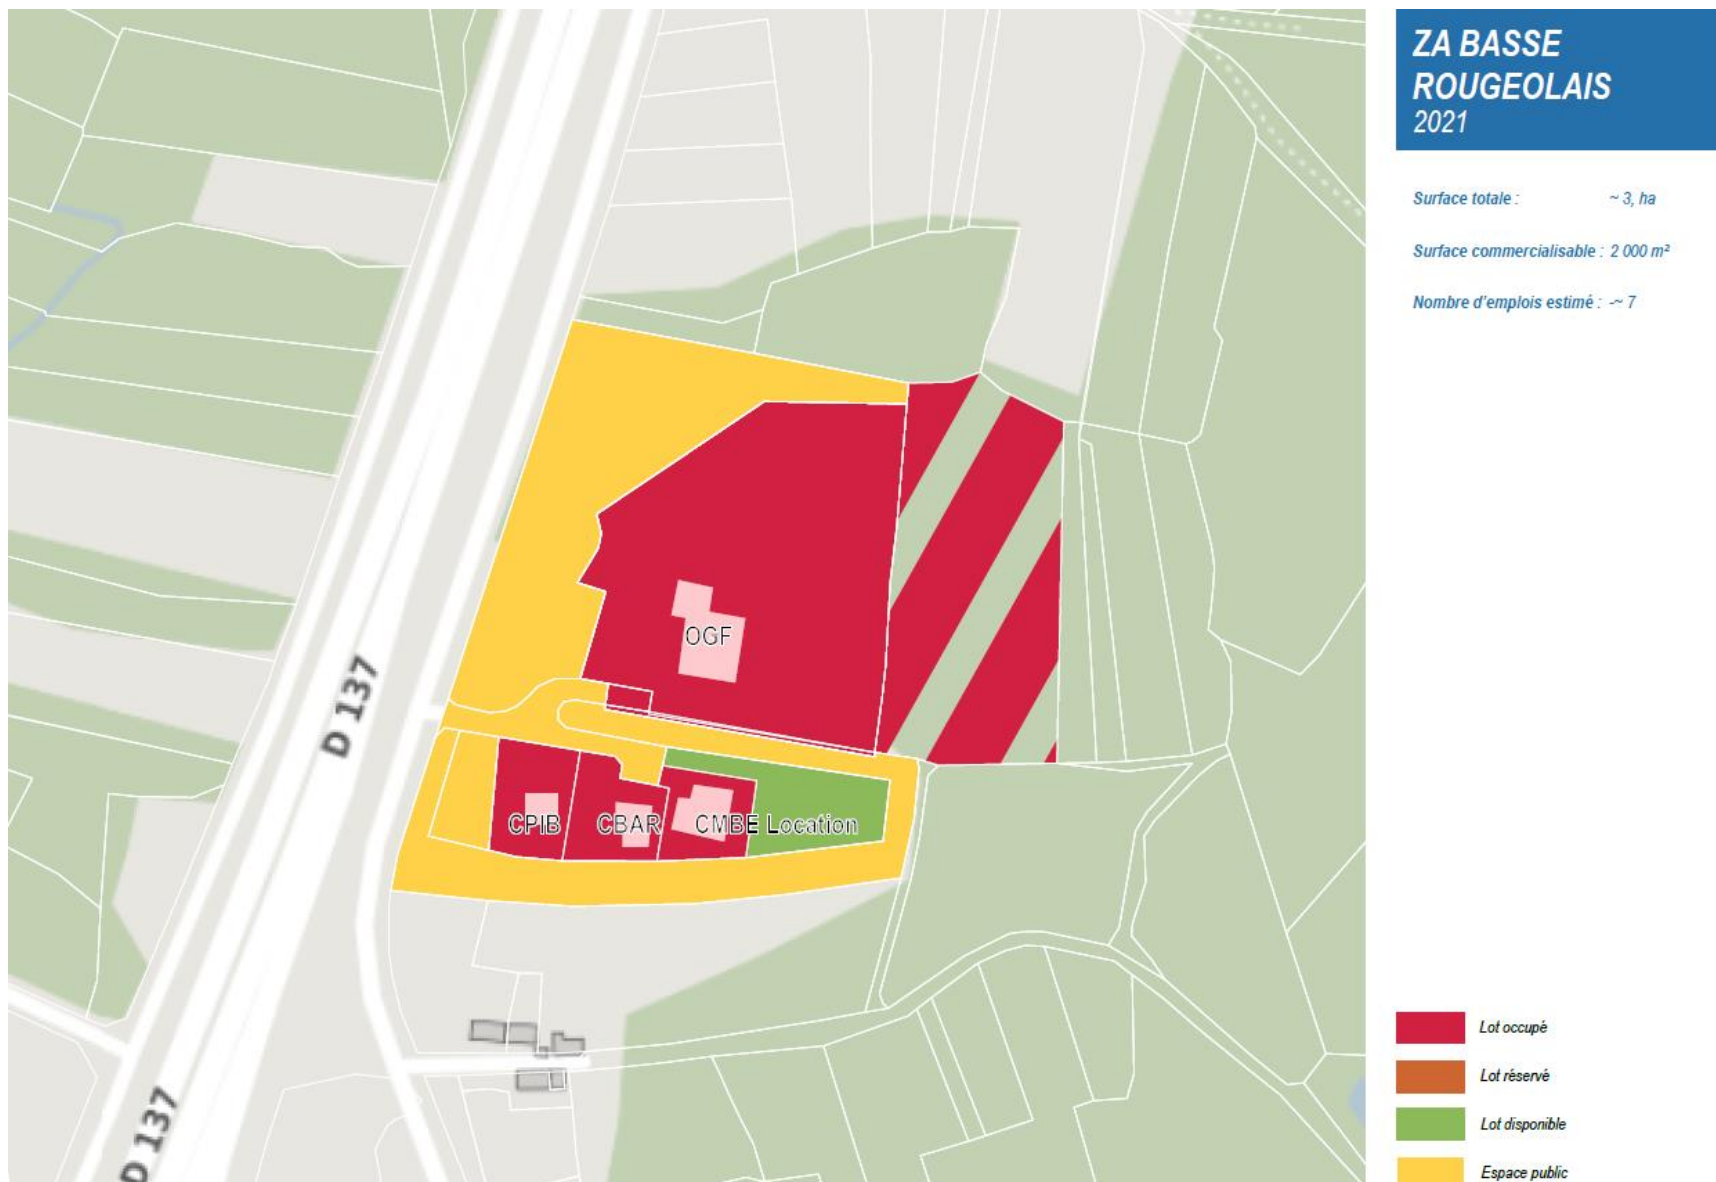 ZA BASSE
ROUGEOLAIS
2021
Surface totale : ~ 3, ha
Surface commercialisable : 2 000 m²
Nombre d'emplois estimé : -~ 7
OGF
D 137
CPIB CBAR CMBE Location
D 137
Lot occupé
Lot réservé
Lot disponible
Espace public